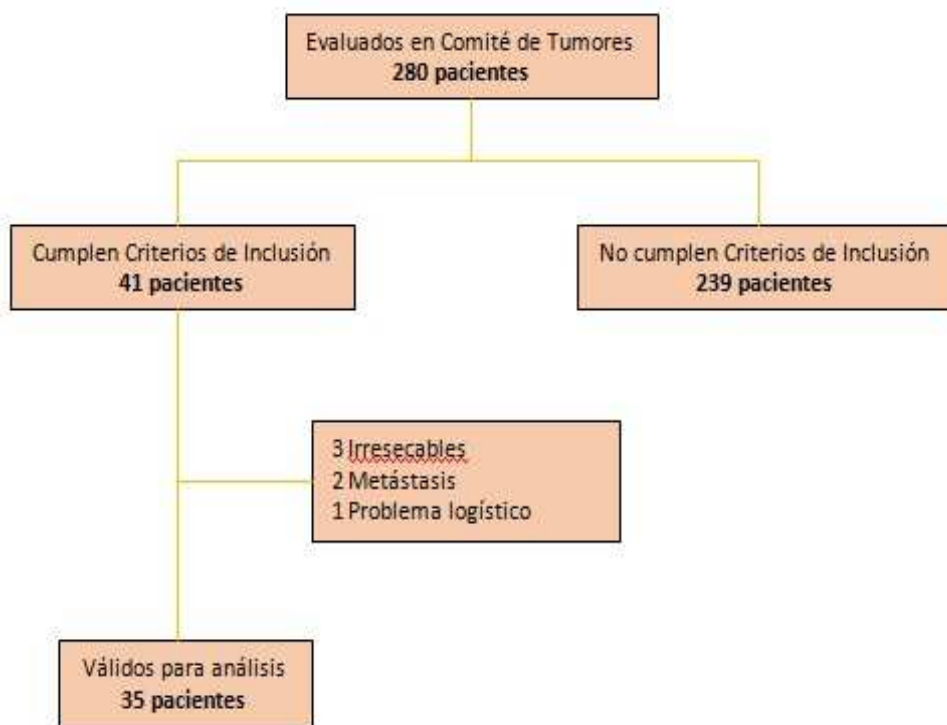 Evaluados en Comité de Tumores
280 pacientes
Cumplen Criterios de Inclusión
41 pacientes
No cumplen Criterios de Inclusión
239 pacientes
3 Irresecables
2 Metástasis
1 Problema logístico
Válidos para análisis
35 pacientes